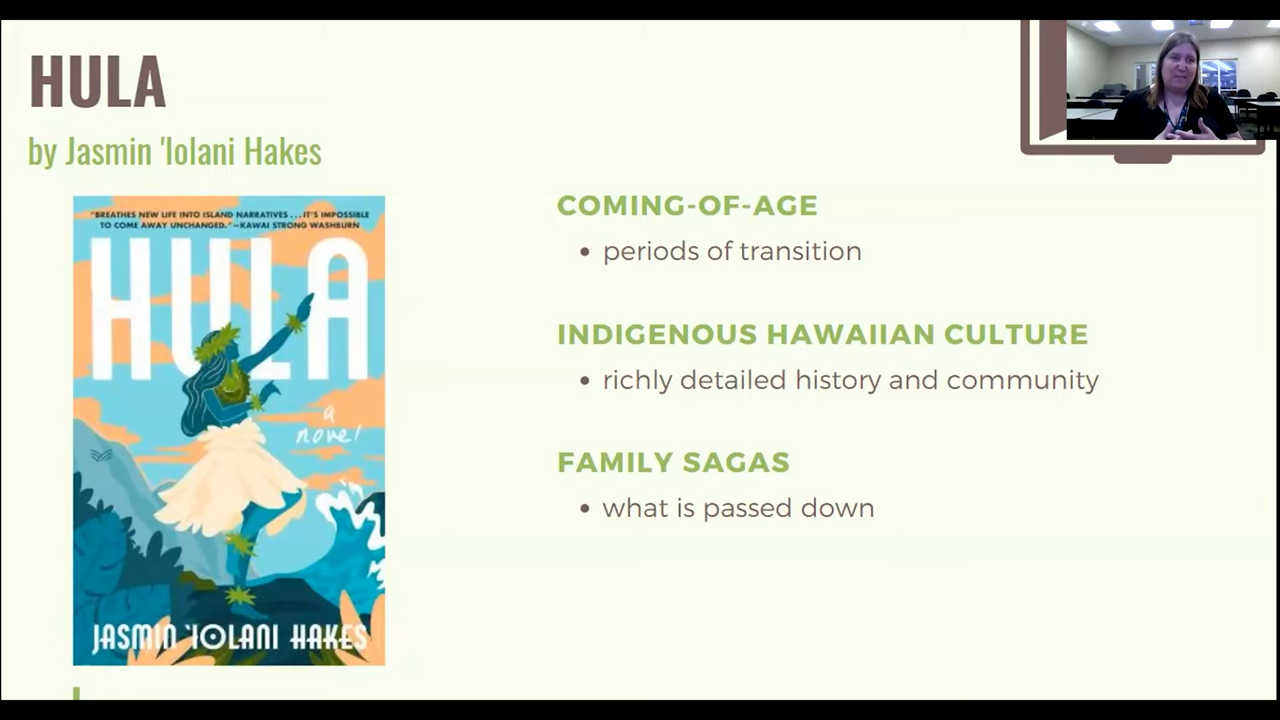 HULA
by Jasmin 'Iolani Hakes
"BREATHES NEW LIFE INTO ISLAND NARRATIVES . . . IT'S IMPOSSIBLE
TO COME AWAY UNCHANGED."—KAWAI STRONG WASHBURN
HULA
a
novel
JASMIN 'IOLANI HAKES
COMING-OF-AGE
• periods of transition
INDIGENOUS HAWAIIAN CULTURE
• richly detailed history and community
FAMILY SAGAS
• what is passed down